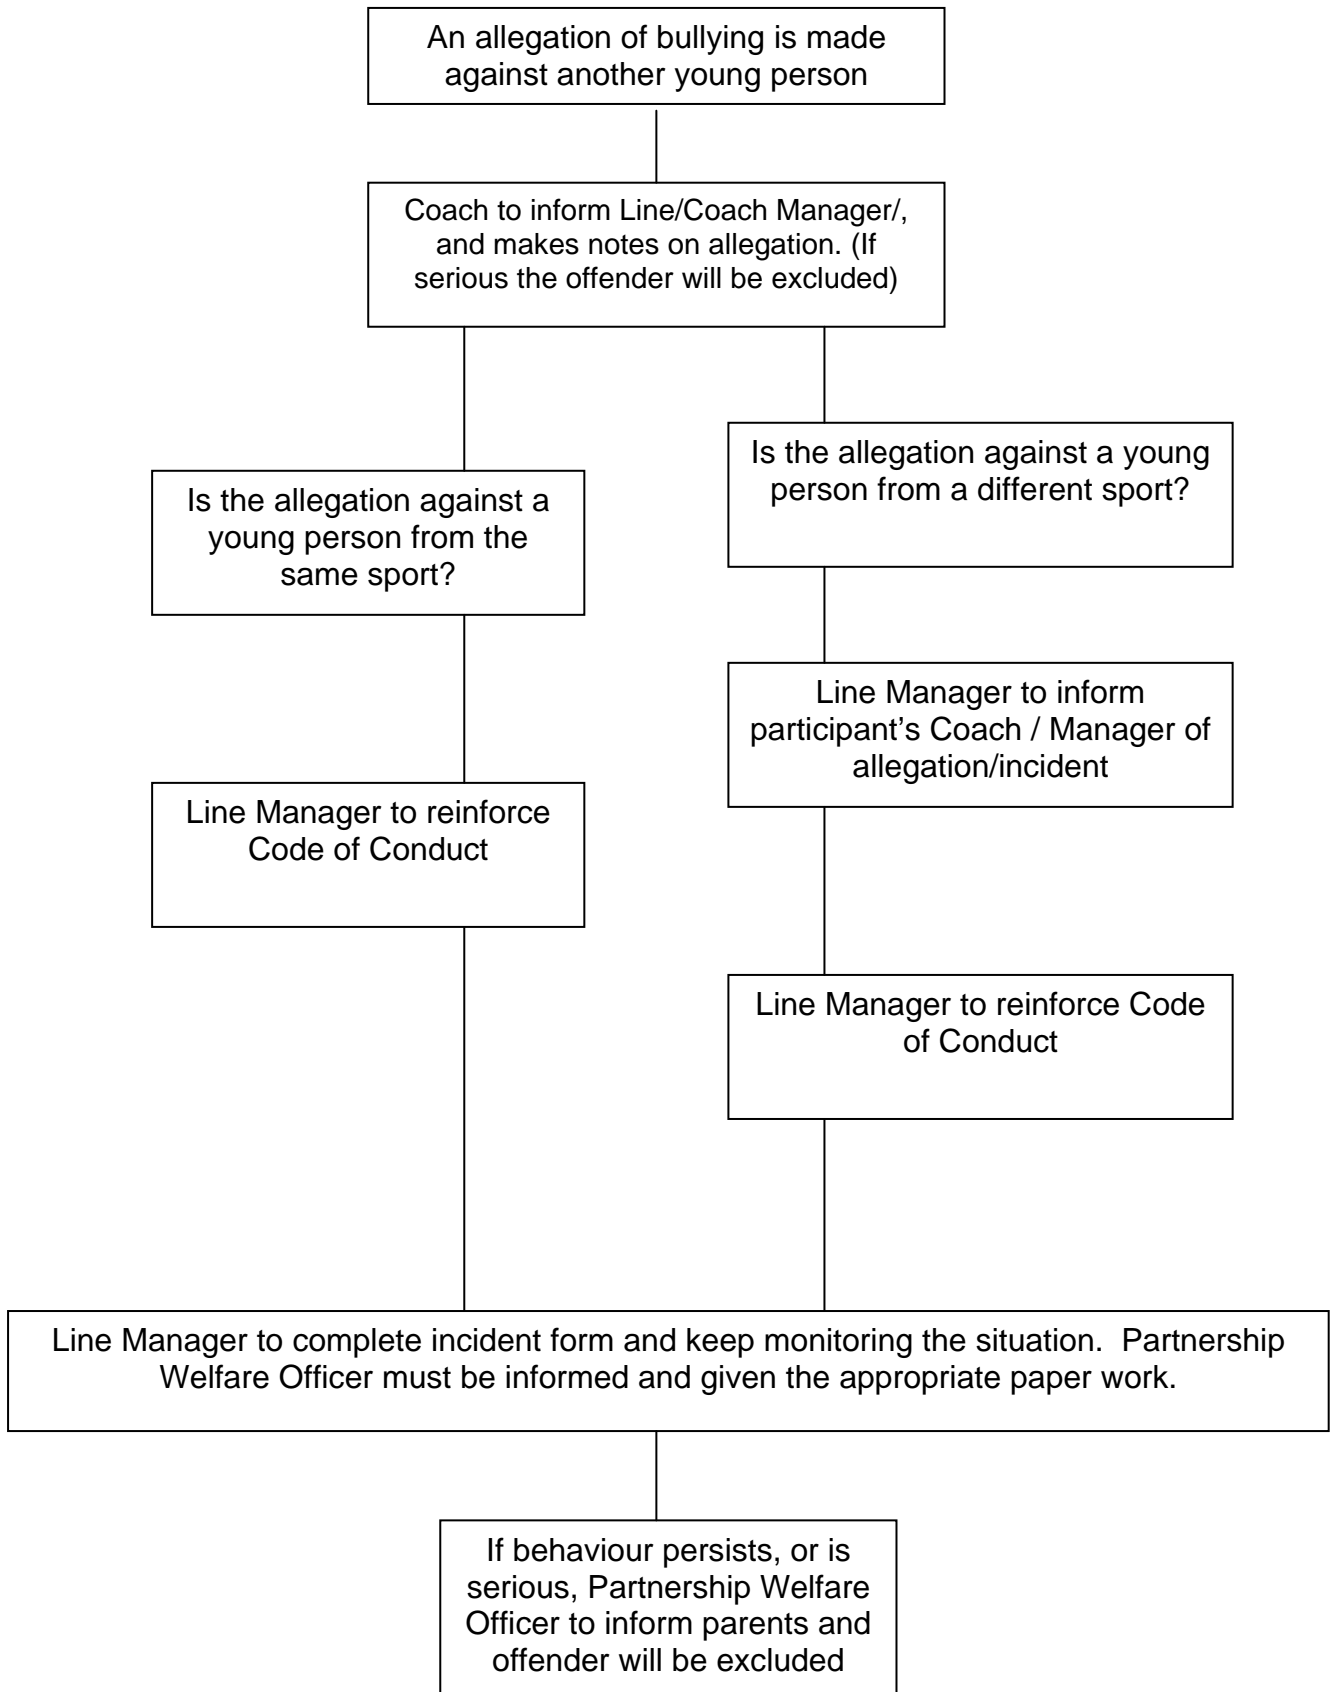 An allegation of bullying is made
against another young person
Coach to inform Line/Coach Manager/,
and makes notes on allegation. (If
serious the offender will be excluded)
Is the allegation against a young
person from a different sport?
Is the allegation against a
young person from the
same sport?
Line Manager to inform
participant’s Coach / Manager of
allegation/incident
Line Manager to reinforce
Code of Conduct
Line Manager to reinforce Code
of Conduct
Line Manager to complete incident form and keep monitoring the situation.  Partnership
Welfare Officer must be informed and given the appropriate paper work.
If behaviour persists, or is
serious, Partnership Welfare
Officer to inform parents and
offender will be excluded